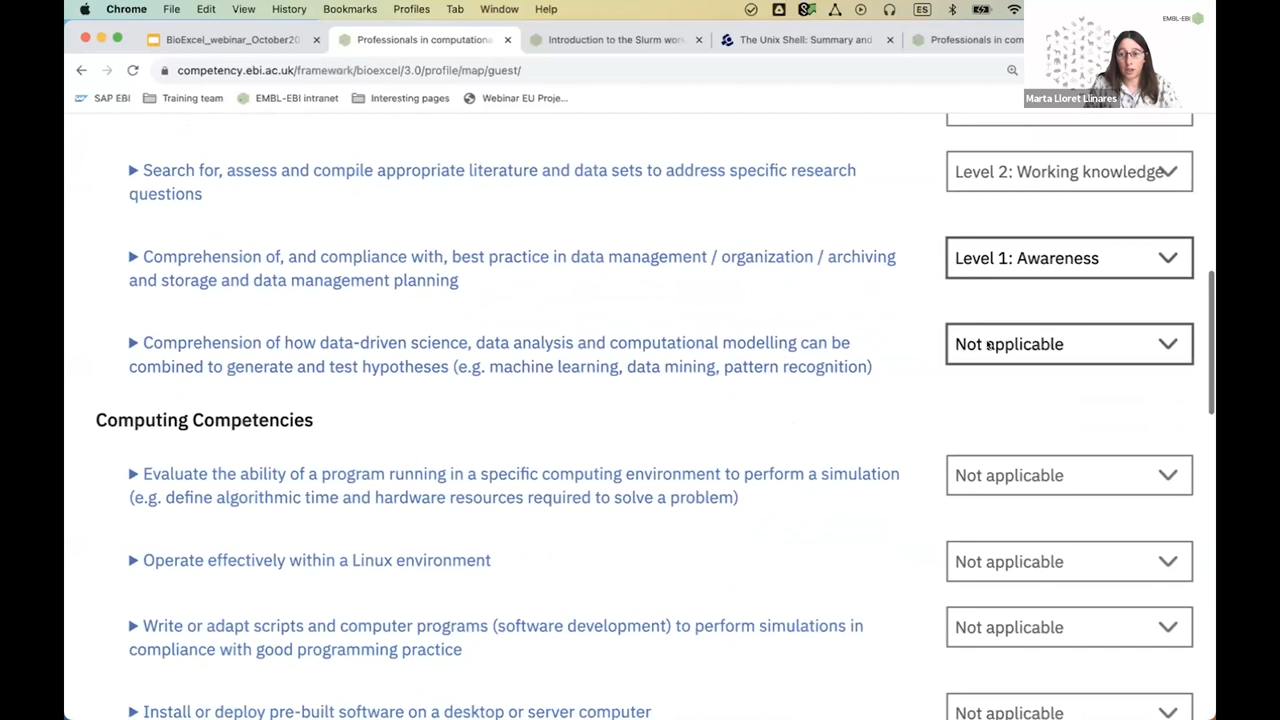 Chrome File Edit View History Bookmarks Profiles Tab Window Help
ES
EMBL-EBI
BioExcel_webinar_October20
Professionals in computationa
Introduction to the Slurm wor
The Unix Shell: Summary and
Professionals in com
competency.ebi.ac.uk/framework/bioexcel/3.0/profile/map/guest/
SAP EBI
Training team
EMBL-EBI intranet
Interesting pages
Webinar EU Proje...
Marta Lloret Llinares
Search for, assess and compile appropriate literature and data sets to address specific research
questions
Level 2: Working knowledge
Comprehension of, and compliance with, best practice in data management / organization / archiving
and storage and data management planning
Level 1: Awareness
Comprehension of how data-driven science, data analysis and computational modelling can be
combined to generate and test hypotheses (e.g. machine learning, data mining, pattern recognition)
Not applicable
Computing Competencies
Evaluate the ability of a program running in a specific computing environment to perform a simulation
(e.g. define algorithmic time and hardware resources required to solve a problem)
Not applicable
Operate effectively within a Linux environment
Not applicable
Write or adapt scripts and computer programs (software development) to perform simulations in
compliance with good programming practice
Not applicable
Install or deploy pre-built software on a desktop or server computer
Not applicable